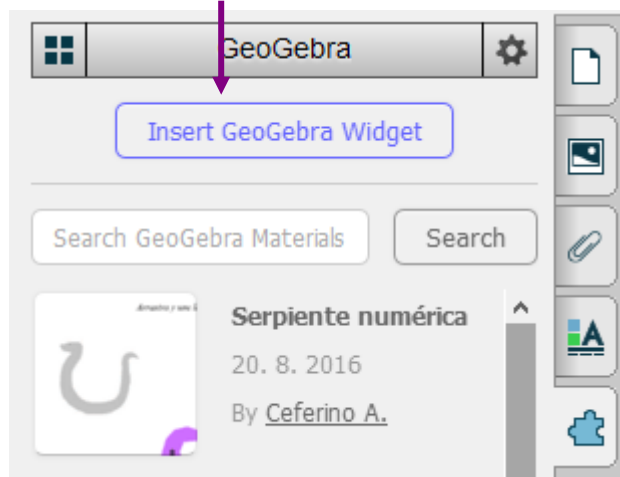 GeoGebra
Insert GeoGebra Widget
Search GeoGebra Materials
Search
Serpiente numérica
20. 8. 2016
By Ceferino A.
A